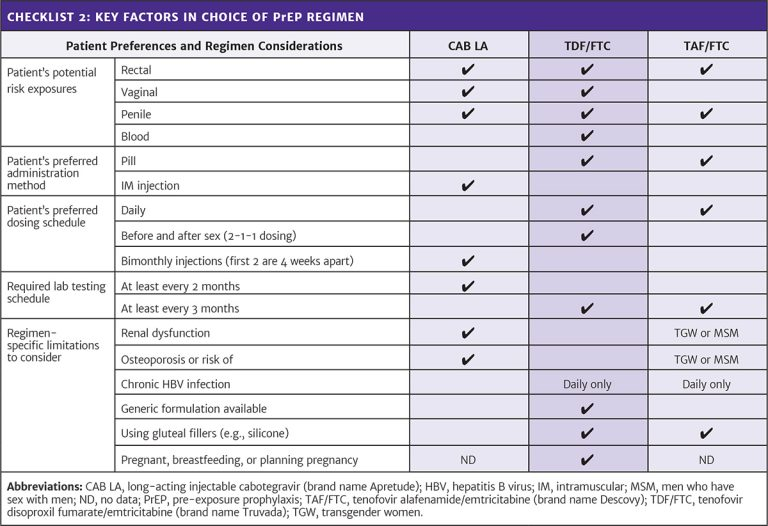 CHECKLIST 2: KEY FACTORS IN CHOICE OF PrEP REGIMEN
Patient Preferences and Regimen Considerations CAB LA TDF/FTC TAF/FTC
Patient's potential risk exposures Rectal ✔ ✔ ✔
Vaginal ✔ ✔
Penile ✔ ✔ ✔
Blood ✔
Patient's preferred administration method Pill ✔ ✔
IM injection ✔
Patient's preferred dosing schedule Daily ✔ ✔
Before and after sex (2-1-1 dosing) ✔
Bimonthly injections (first 2 are 4 weeks apart) ✔
Required lab testing schedule At least every 2 months ✔
At least every 3 months ✔ ✔
Regimen-specific limitations to consider Renal dysfunction ✔ TGW or MSM
Osteoporosis or risk of ✔ TGW or MSM
Chronic HBV infection Daily only Daily only
Generic formulation available ✔
Using gluteal fillers (e.g., silicone) ✔ ✔
Pregnant, breastfeeding, or planning pregnancy ND ✔ ND
Abbreviations: CAB LA, long-acting injectable cabotegravir (brand name Apretude); HBV, hepatitis B virus; IM, intramuscular; MSM, men who have
sex with men; ND, no data; PrEP, pre-exposure prophylaxis; TAF/FTC, tenofovir alafenamide/emtricitabine (brand name Descovy); TDF/FTC, tenofovir
disoproxil fumarate/emtricitabine (brand name Truvada); TGW, transgender women.